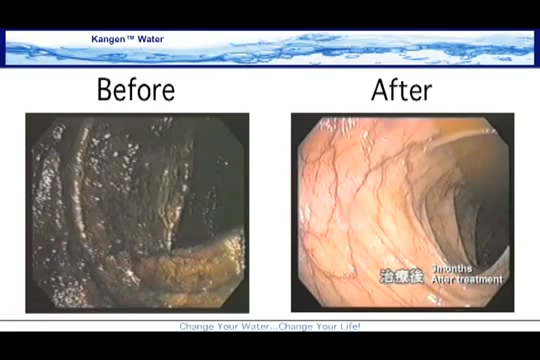 Kangen™ Water
Before
After
治療後
3months
After treatment
Change Your Water...Change Your Life!